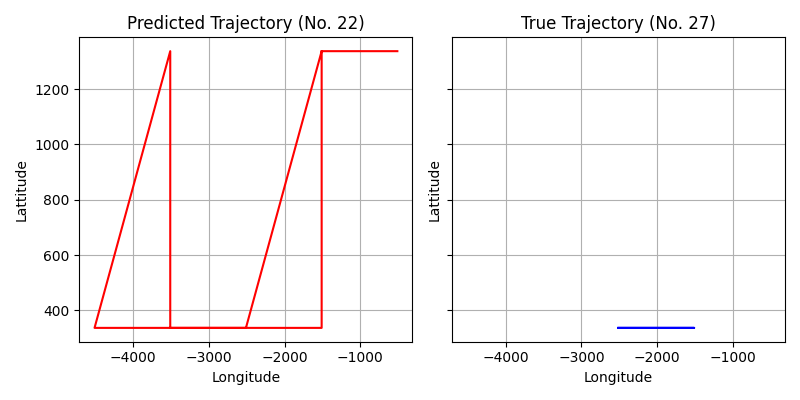 Predicted Trajectory (No. 22)
True Trajectory (No. 27)
Lattitude
1200
1000
800
600
400
−4000
−3000
−2000
−1000
Longitude
Lattitude
−4000
−3000
−2000
−1000
Longitude